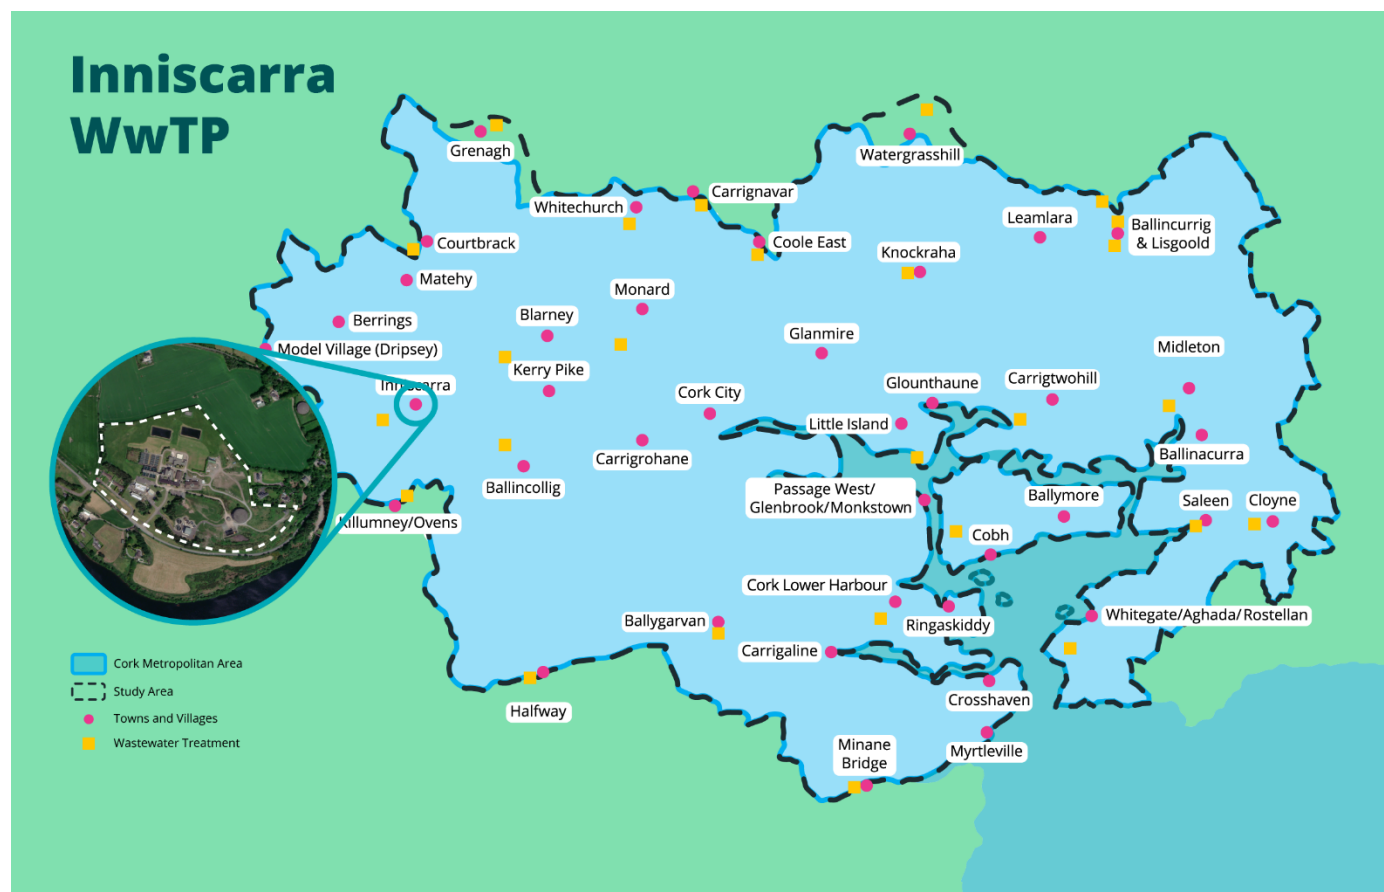 Inniscarra
WwTP
Grenagh
Watergrasshill
Carrignavar
Whitechurch
Leamlara
Ballincurrig
& Lisgoold
Courtbrack
Coole East
Knockraha
Matehy
Monard
Blarney
Berrings
Glanmire
Model Village (Dripsey)
Midleton
Kerry Pike
Inniscarra
Cork City
Glounthaune
Carrigtwohill
Little Island
Carrigrohane
Ballinacurra
Ballincollig
Passage West/
Glenbrook/Monkstown
Ballymore
Saleen
Cloyne
Killumney/Ovens
Cobh
Cork Lower Harbour
Ringaskiddy
Whitegate/Aghada/Rostellan
Ballygarvan
Carrigaline
Crosshaven
Halfway
Myrtleville
Minane
Bridge
Cork Metropolitan Area
Study Area
Towns and Villages
Wastewater Treatment